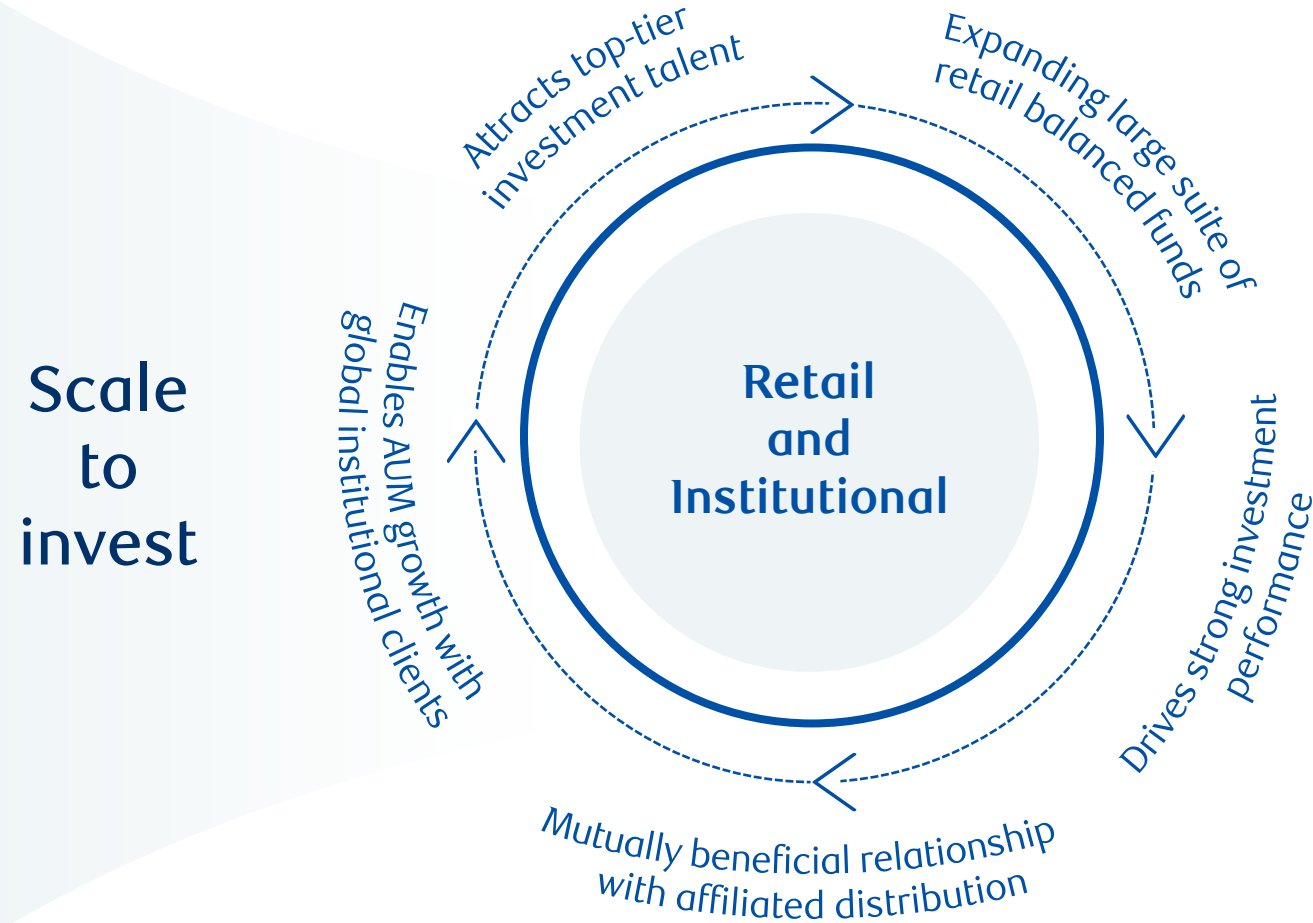 Scale
to
invest
Attracts top-tier
investment talent
Expanding large suite of
retail balanced funds
Drives strong investment
performance
Mutually beneficial relationship
with affiliated distribution
Enables AUM growth with
global institutional clients
Retail
and
Institutional